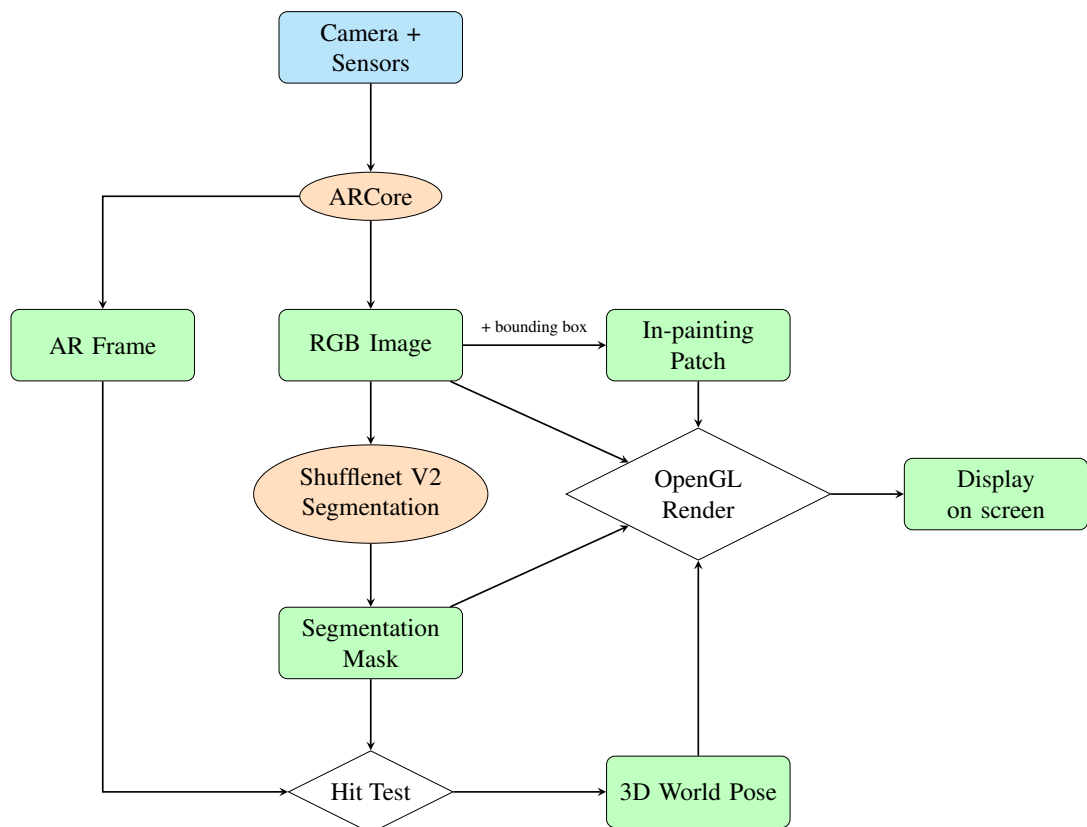 Camera +
Sensors
ARCore
AR Frame
RGB Image
+ bounding box
In-painting
Patch
Shufflenet V2
Segmentation
OpenGL
Render
Display
on screen
Segmentation
Mask
Hit Test
3D World Pose